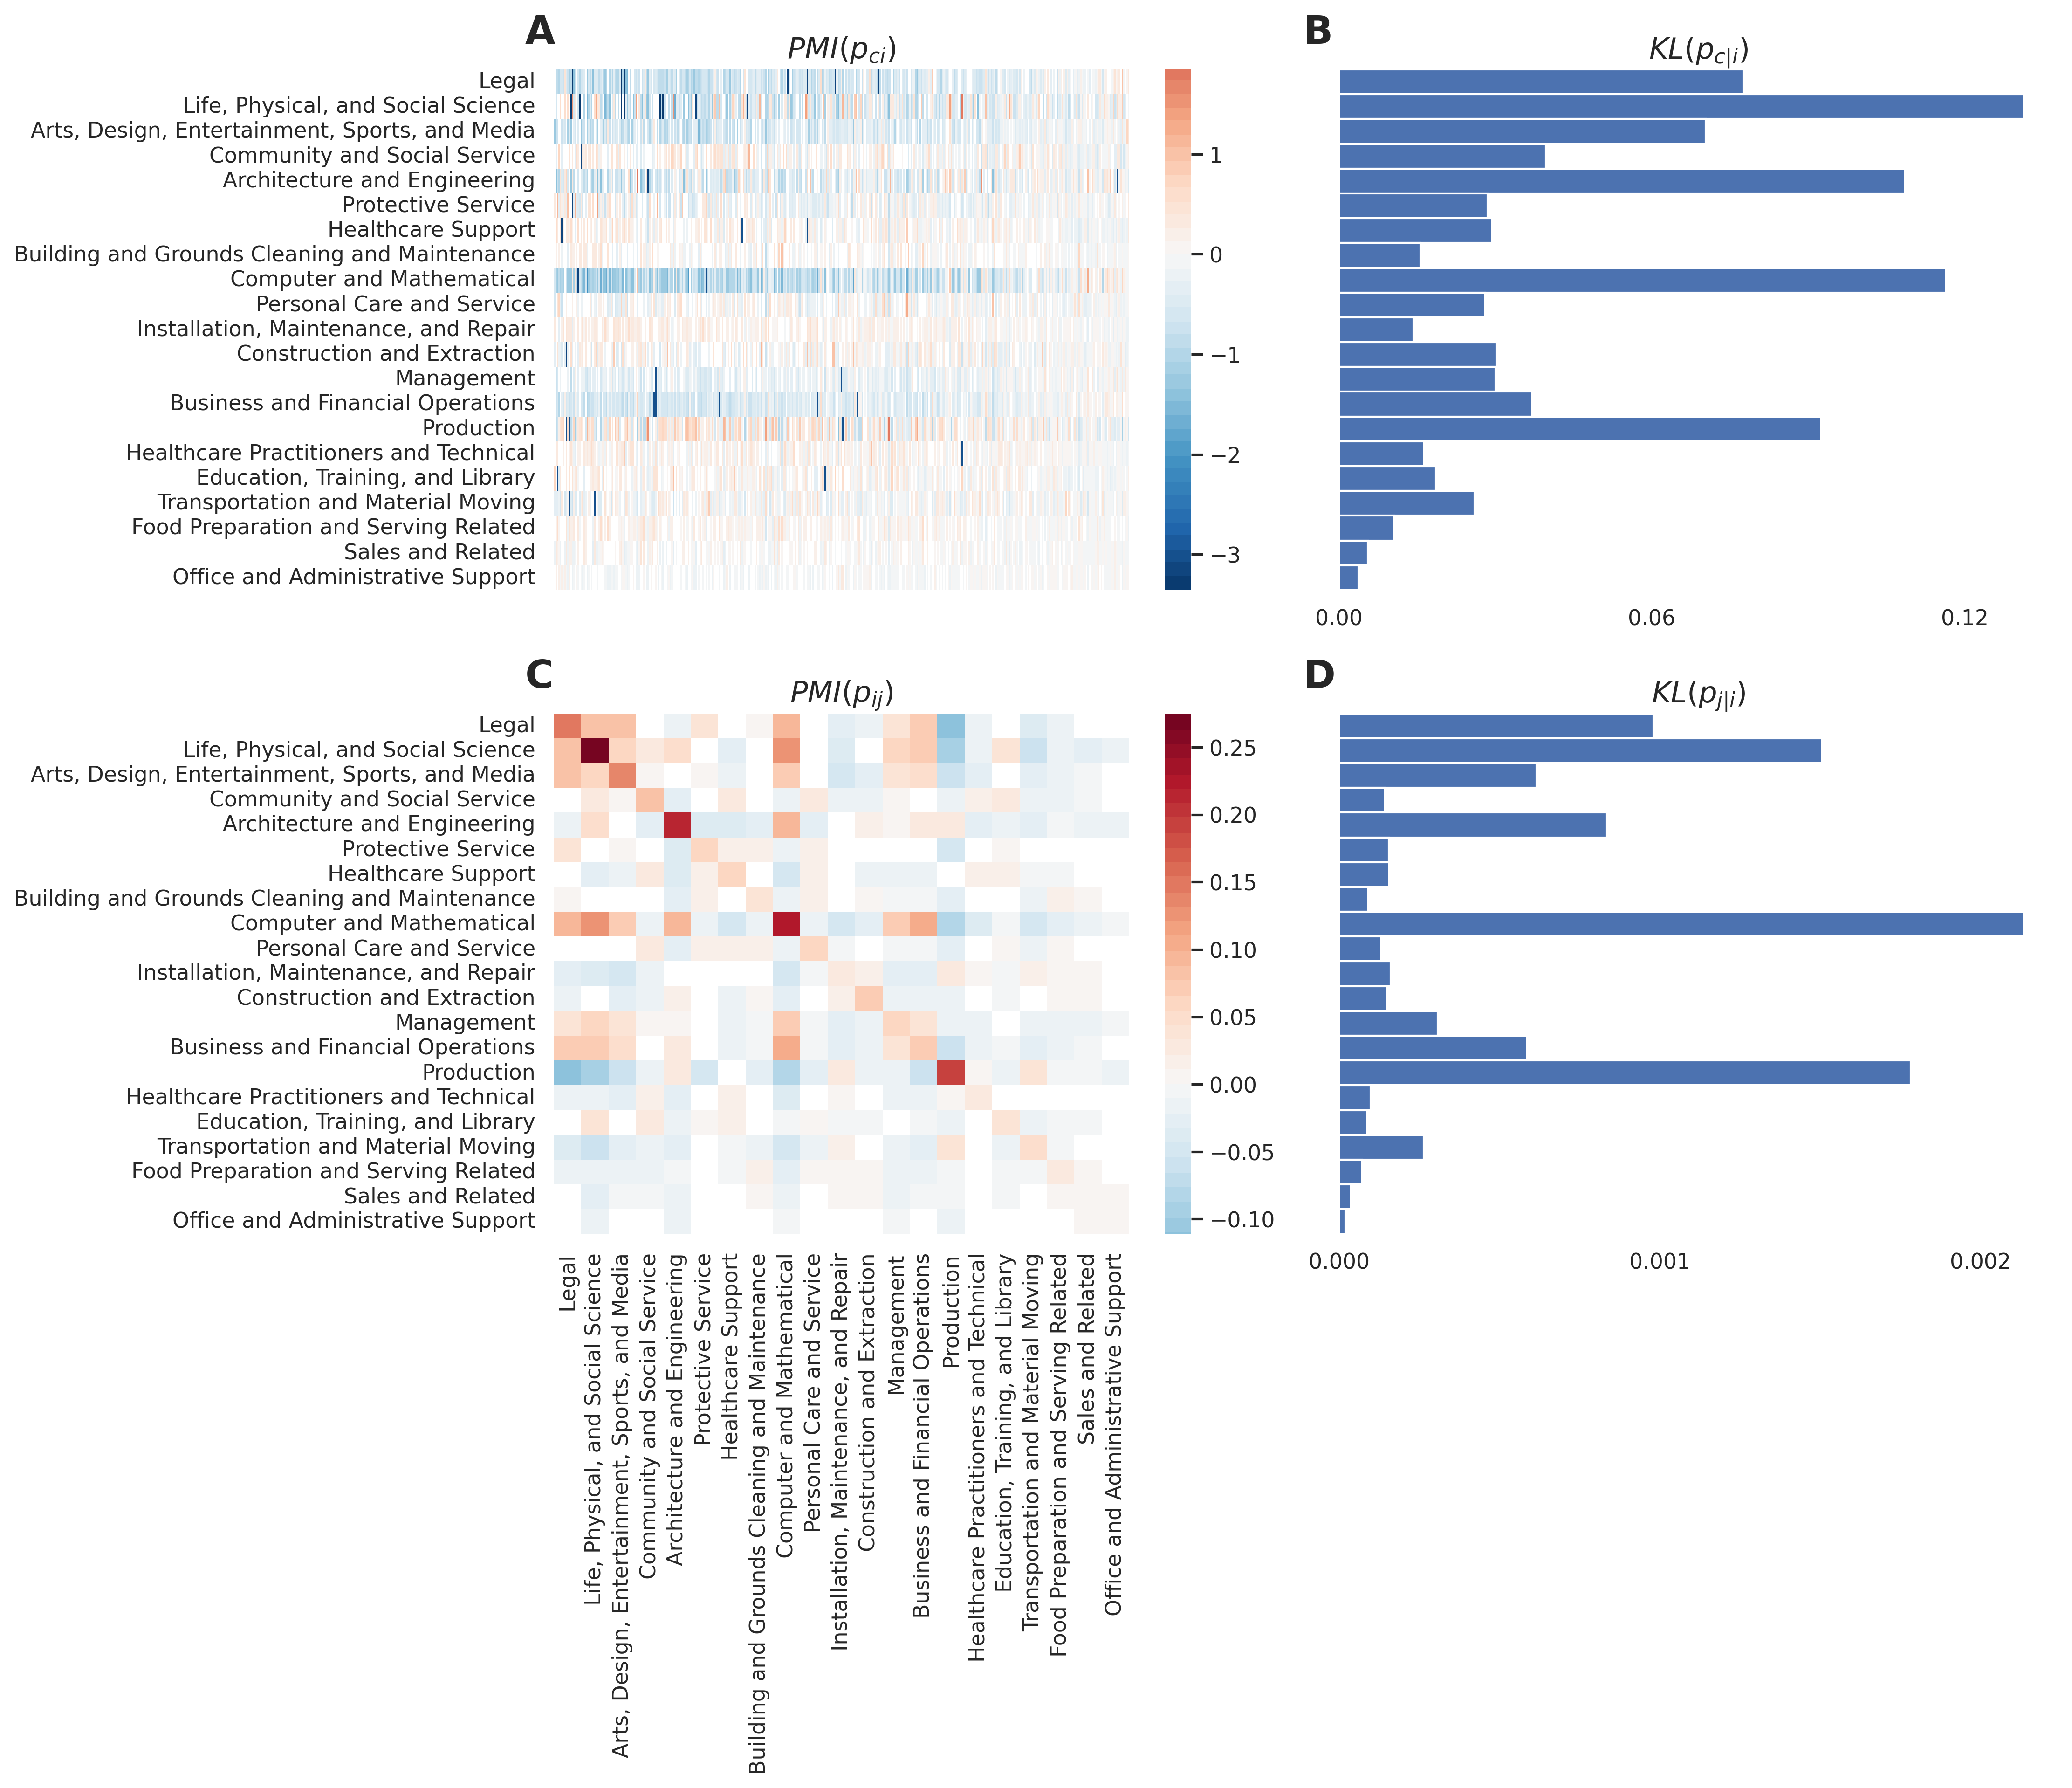 A
PMI(p_{ci})
Legal
Life, Physical, and Social Science
Arts, Design, Entertainment, Sports, and Media
Community and Social Service
Architecture and Engineering
Protective Service
Healthcare Support
Building and Grounds Cleaning and Maintenance
Computer and Mathematical
Personal Care and Service
Installation, Maintenance, and Repair
Construction and Extraction
Management
Business and Financial Operations
Production
Healthcare Practitioners and Technical
Education, Training, and Library
Transportation and Material Moving
Food Preparation and Serving Related
Sales and Related
Office and Administrative Support
1
0
−1
−2
−3
B
KL(p_{c|i})
0.00 0.06 0.12
C
PMI(p_{ij})
Legal
Life, Physical, and Social Science
Arts, Design, Entertainment, Sports, and Media
Community and Social Service
Architecture and Engineering
Protective Service
Healthcare Support
Building and Grounds Cleaning and Maintenance
Computer and Mathematical
Personal Care and Service
Installation, Maintenance, and Repair
Construction and Extraction
Management
Business and Financial Operations
Production
Healthcare Practitioners and Technical
Education, Training, and Library
Transportation and Material Moving
Food Preparation and Serving Related
Sales and Related
Office and Administrative Support
Legal
Life, Physical, and Social Science
Arts, Design, Entertainment, Sports, and Media
Community and Social Service
Architecture and Engineering
Protective Service
Healthcare Support
Building and Grounds Cleaning and Maintenance
Computer and Mathematical
Personal Care and Service
Installation, Maintenance, and Repair
Construction and Extraction
Management
Business and Financial Operations
Production
Healthcare Practitioners and Technical
Education, Training, and Library
Transportation and Material Moving
Food Preparation and Serving Related
Sales and Related
Office and Administrative Support
0.25
0.20
0.15
0.10
0.05
0.00
−0.05
−0.10
D
KL(p_{j|i})
0.000 0.001 0.002